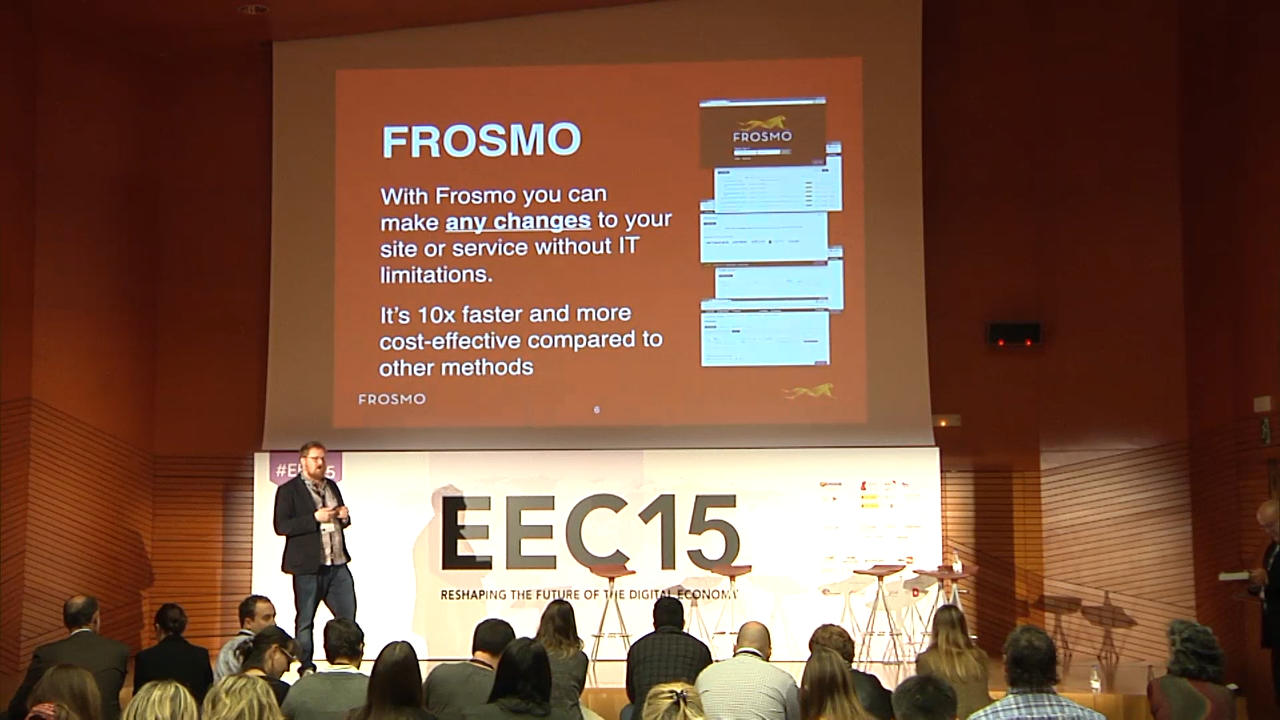 FROSMO
With Frosmo you can
make any changes to your
site or service without IT
limitations.
It's 10x faster and more
cost-effective compared to
other methods
FROSMO
6
FROSMO
EEC15
RESHAPING THE FUTURE OF THE DIGITAL ECONOMY